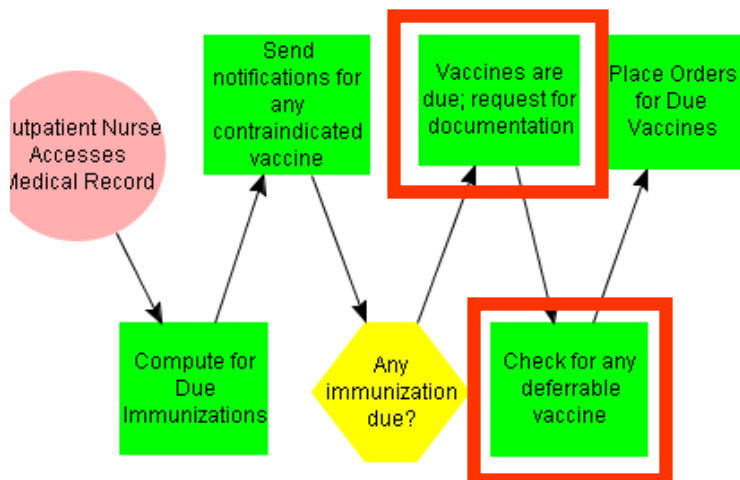 utpatient Nurse
Accesses
Medical Record
Compute for
Due
Immunizations
Send
notifications for
any
contraindicated
vaccine
Any
immunization
due?
Vaccines are
due; request for
documentation
Check for any
deferrable
vaccine
Place Orders
for Due
Vaccines